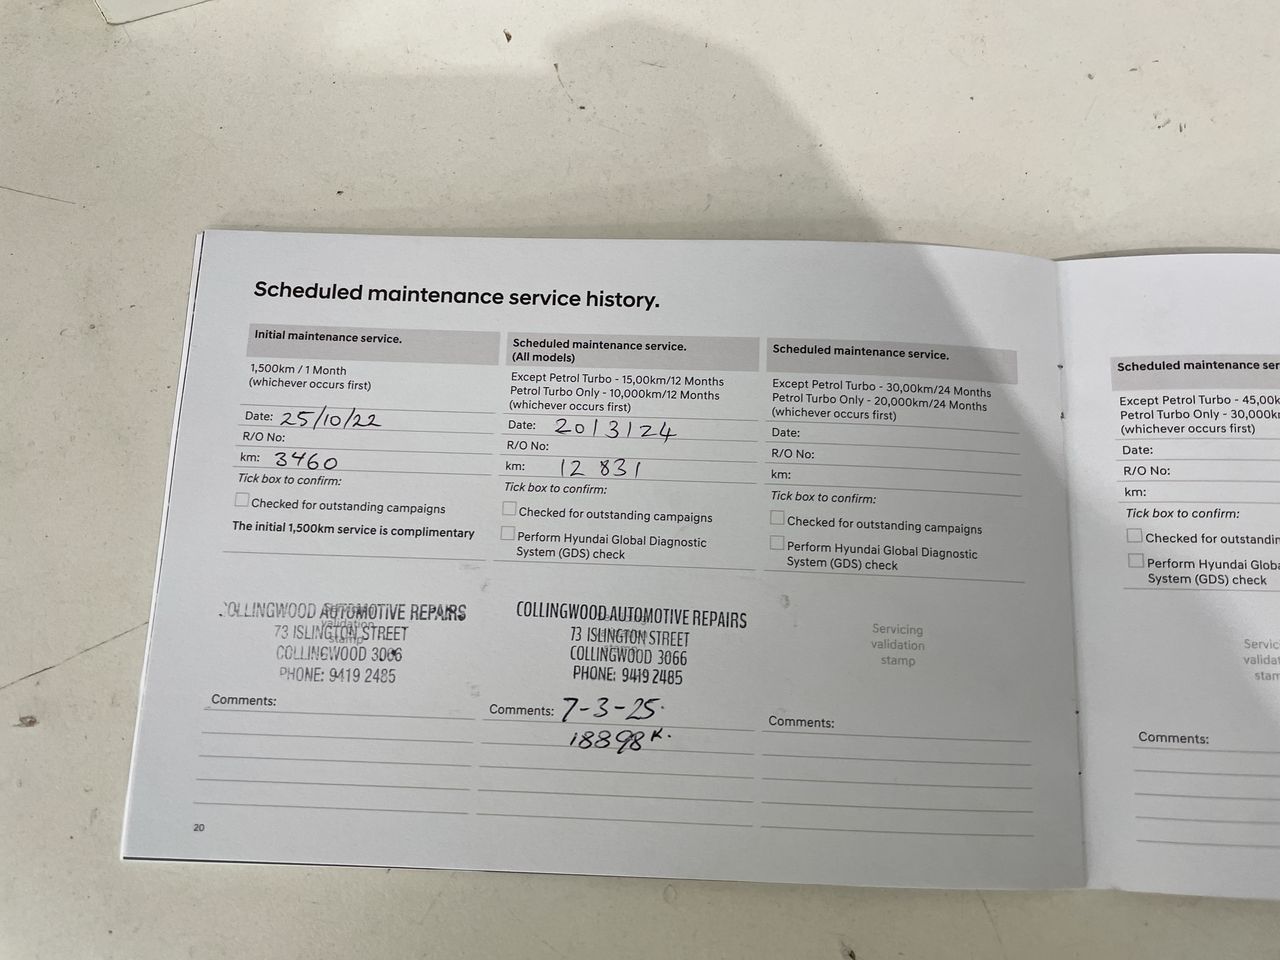 Scheduled maintenance service history.
Initial maintenance service.
1,500km / 1 Month
(whichever occurs first)
Date: 25/10/22
R/O No:
km: 3460
Tick box to confirm:
Checked for outstanding campaigns
The initial 1,500km service is complimentary
COLLINGWOOD AUTOMOTIVE REPAIRS
73 ISLINGTON STREET
COLLINGWOOD 3066
PHONE: 9419 2485
validation
stamp
Comments:
Scheduled maintenance service.
(All models)
Except Petrol Turbo - 15,00km/12 Months
Petrol Turbo Only - 10,000km/12 Months
(whichever occurs first)
Date: 20/3/24
R/O No:
km: 12 831
Tick box to confirm:
Checked for outstanding campaigns
Perform Hyundai Global Diagnostic
System (GDS) check
COLLINGWOOD AUTOMOTIVE REPAIRS
73 ISLINGTON STREET
COLLINGWOOD 3066
PHONE: 9419 2485
Comments: 7-3-25.
18898 K.
Scheduled maintenance service.
Except Petrol Turbo - 30,00km/24 Months
Petrol Turbo Only - 20,000km/24 Months
(whichever occurs first)
Date:
R/O No:
km:
Tick box to confirm:
Checked for outstanding campaigns
Perform Hyundai Global Diagnostic
System (GDS) check
Servicing
validation
stamp
Comments:
20
Scheduled maintenance ser
Except Petrol Turbo - 45,00k
Petrol Turbo Only - 30,000k
(whichever occurs first)
Date:
R/O No:
km:
Tick box to confirm:
Checked for outstandin
Perform Hyundai Globa
System (GDS) check
Servic
validat
stam
Comments: